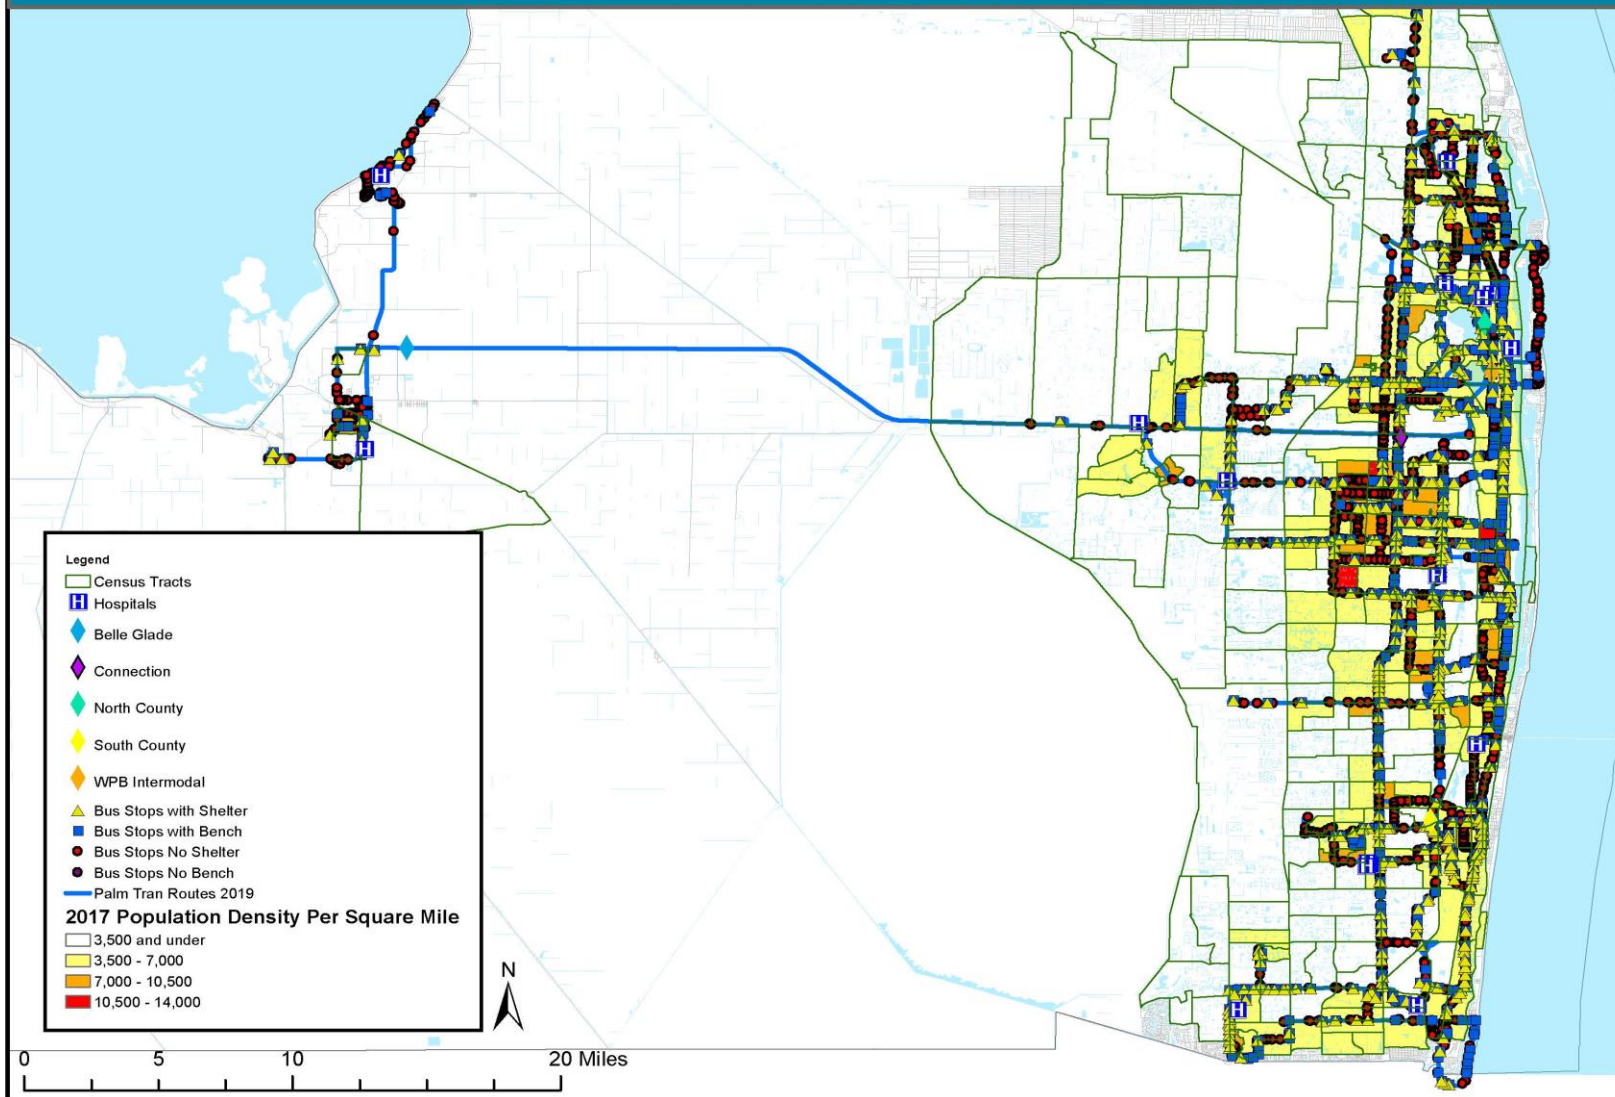 Legend
Census Tracts
H Hospitals
Belle Glade
Connection
North County
South County
WPB Intermodal
Bus Stops with Shelter
Bus Stops with Bench
Bus Stops No Shelter
Bus Stops No Bench
Palm Tran Routes 2019
2017 Population Density Per Square Mile
3,500 and under
3,500 - 7,000
7,000 - 10,500
10,500 - 14,000
N
0 5 10 20 Miles
H
H
H
H
H
H
H
H
H
H
H
H
H
H